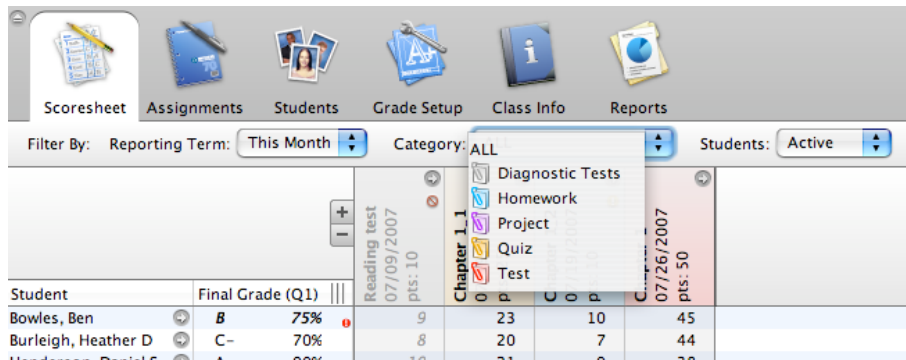 Scoresheet Assignments Students Grade Setup Class Info Reports
Filter By: Reporting Term: This Month Category: Students: Active
ALL
Diagnostic Tests
Homework
Project
Quiz
Test
+
−
Reading test
07/09/2007
pts: 10
Chapter 1_1
07/26/2007
pts: 50
Student Final Grade (Q1)
Bowles, Ben B 75% 9 23 10 45
Burleigh, Heather D C- 70% 8 20 7 44